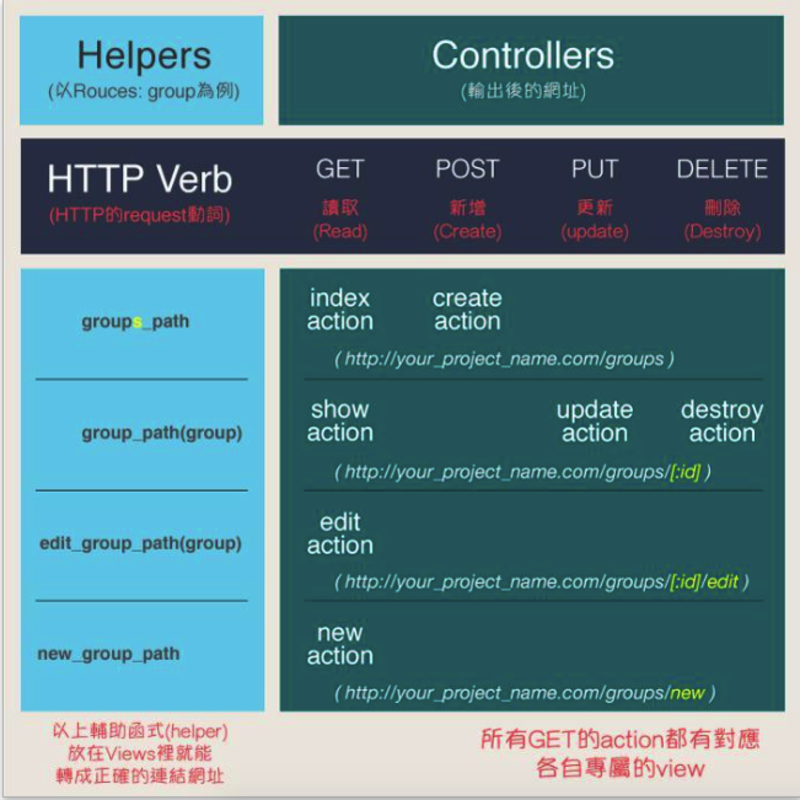 Helpers
(以Rouces: group為例)
Controllers
(輸出後的網址)
HTTP Verb
(HTTP的request動詞)
GET
讀取
(Read)
POST
新增
(Create)
PUT
更新
(update)
DELETE
刪除
(Destroy)
groups_path
index
action
create
action
( http://your_project_name.com/groups )
group_path(group)
show
action
update
action
destroy
action
( http://your_project_name.com/groups/[:id] )
edit_group_path(group)
edit
action
( http://your_project_name.com/groups/[:id]/edit )
new_group_path
new
action
( http://your_project_name.com/groups/new )
以上輔助函式(helper)
放在Views裡就能
轉成正確的連結網址
所有GET的action都有對應
各自專屬的view